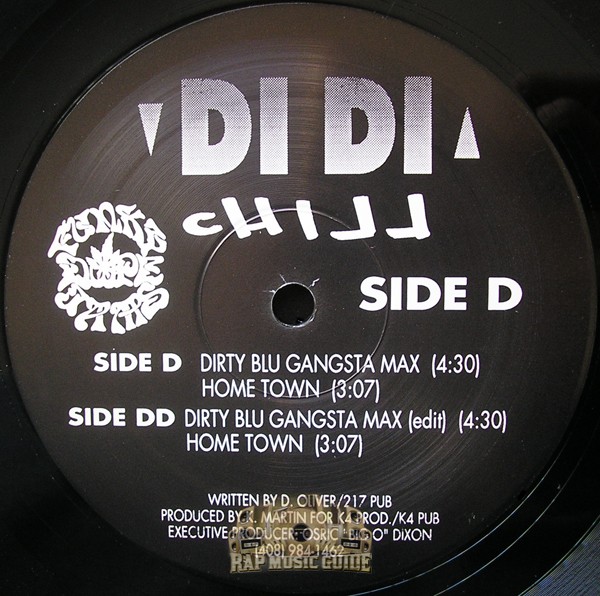 DI DI
CHILL
SIDE D
SIDE D DIRTY BLU GANGSTA MAX (4:30)
HOME TOWN (3:07)
SIDE DD DIRTY BLU GANGSTA MAX (edit) (4:30)
HOME TOWN (3:07)
WRITTEN BY D. OLIVER/217 PUB
PRODUCED BY MARTIN FOR K4 PROD./K4 PUB
EXECUTIVE PRODUCER: OSRIC "BIG O" DIXON
(408) 984-1462
RAP MUSIC GUIDE